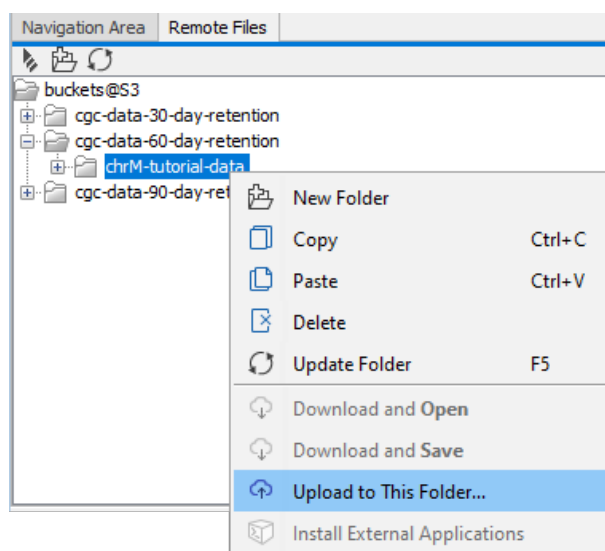 Navigation Area Remote Files
buckets@S3
cgc-data-30-day-retention
cgc-data-60-day-retention
chrM-tutorial-data
cgc-data-90-day-ret
New Folder
Copy Ctrl+C
Paste Ctrl+V
Delete
Update Folder F5
Download and Open
Download and Save
Upload to This Folder...
Install External Applications